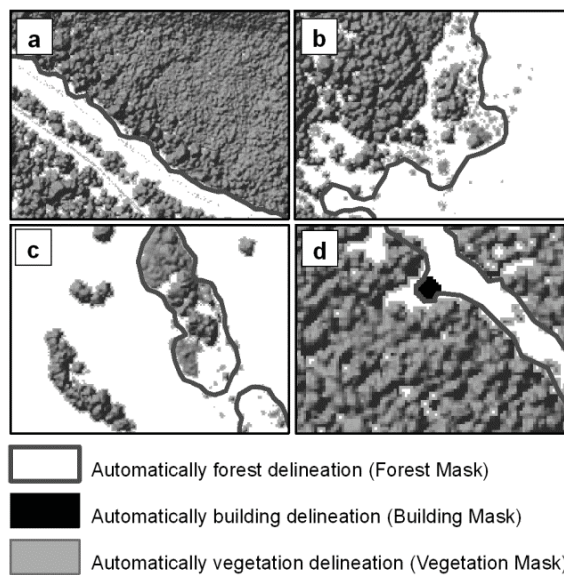 a
b
c
d
Automatically forest delineation (Forest Mask)
Automatically building delineation (Building Mask)
Automatically vegetation delineation (Vegetation Mask)